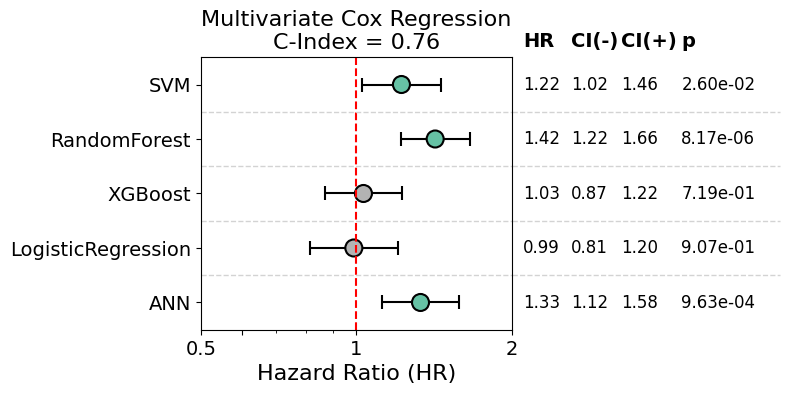 Multivariate Cox Regression
C-Index = 0.76
HR CI(-) CI(+) p
SVM 1.22 1.02 1.46 2.60e-02
RandomForest 1.42 1.22 1.66 8.17e-06
XGBoost 1.03 0.87 1.22 7.19e-01
LogisticRegression 0.99 0.81 1.20 9.07e-01
ANN 1.33 1.12 1.58 9.63e-04
0.5 1 2
Hazard Ratio (HR)